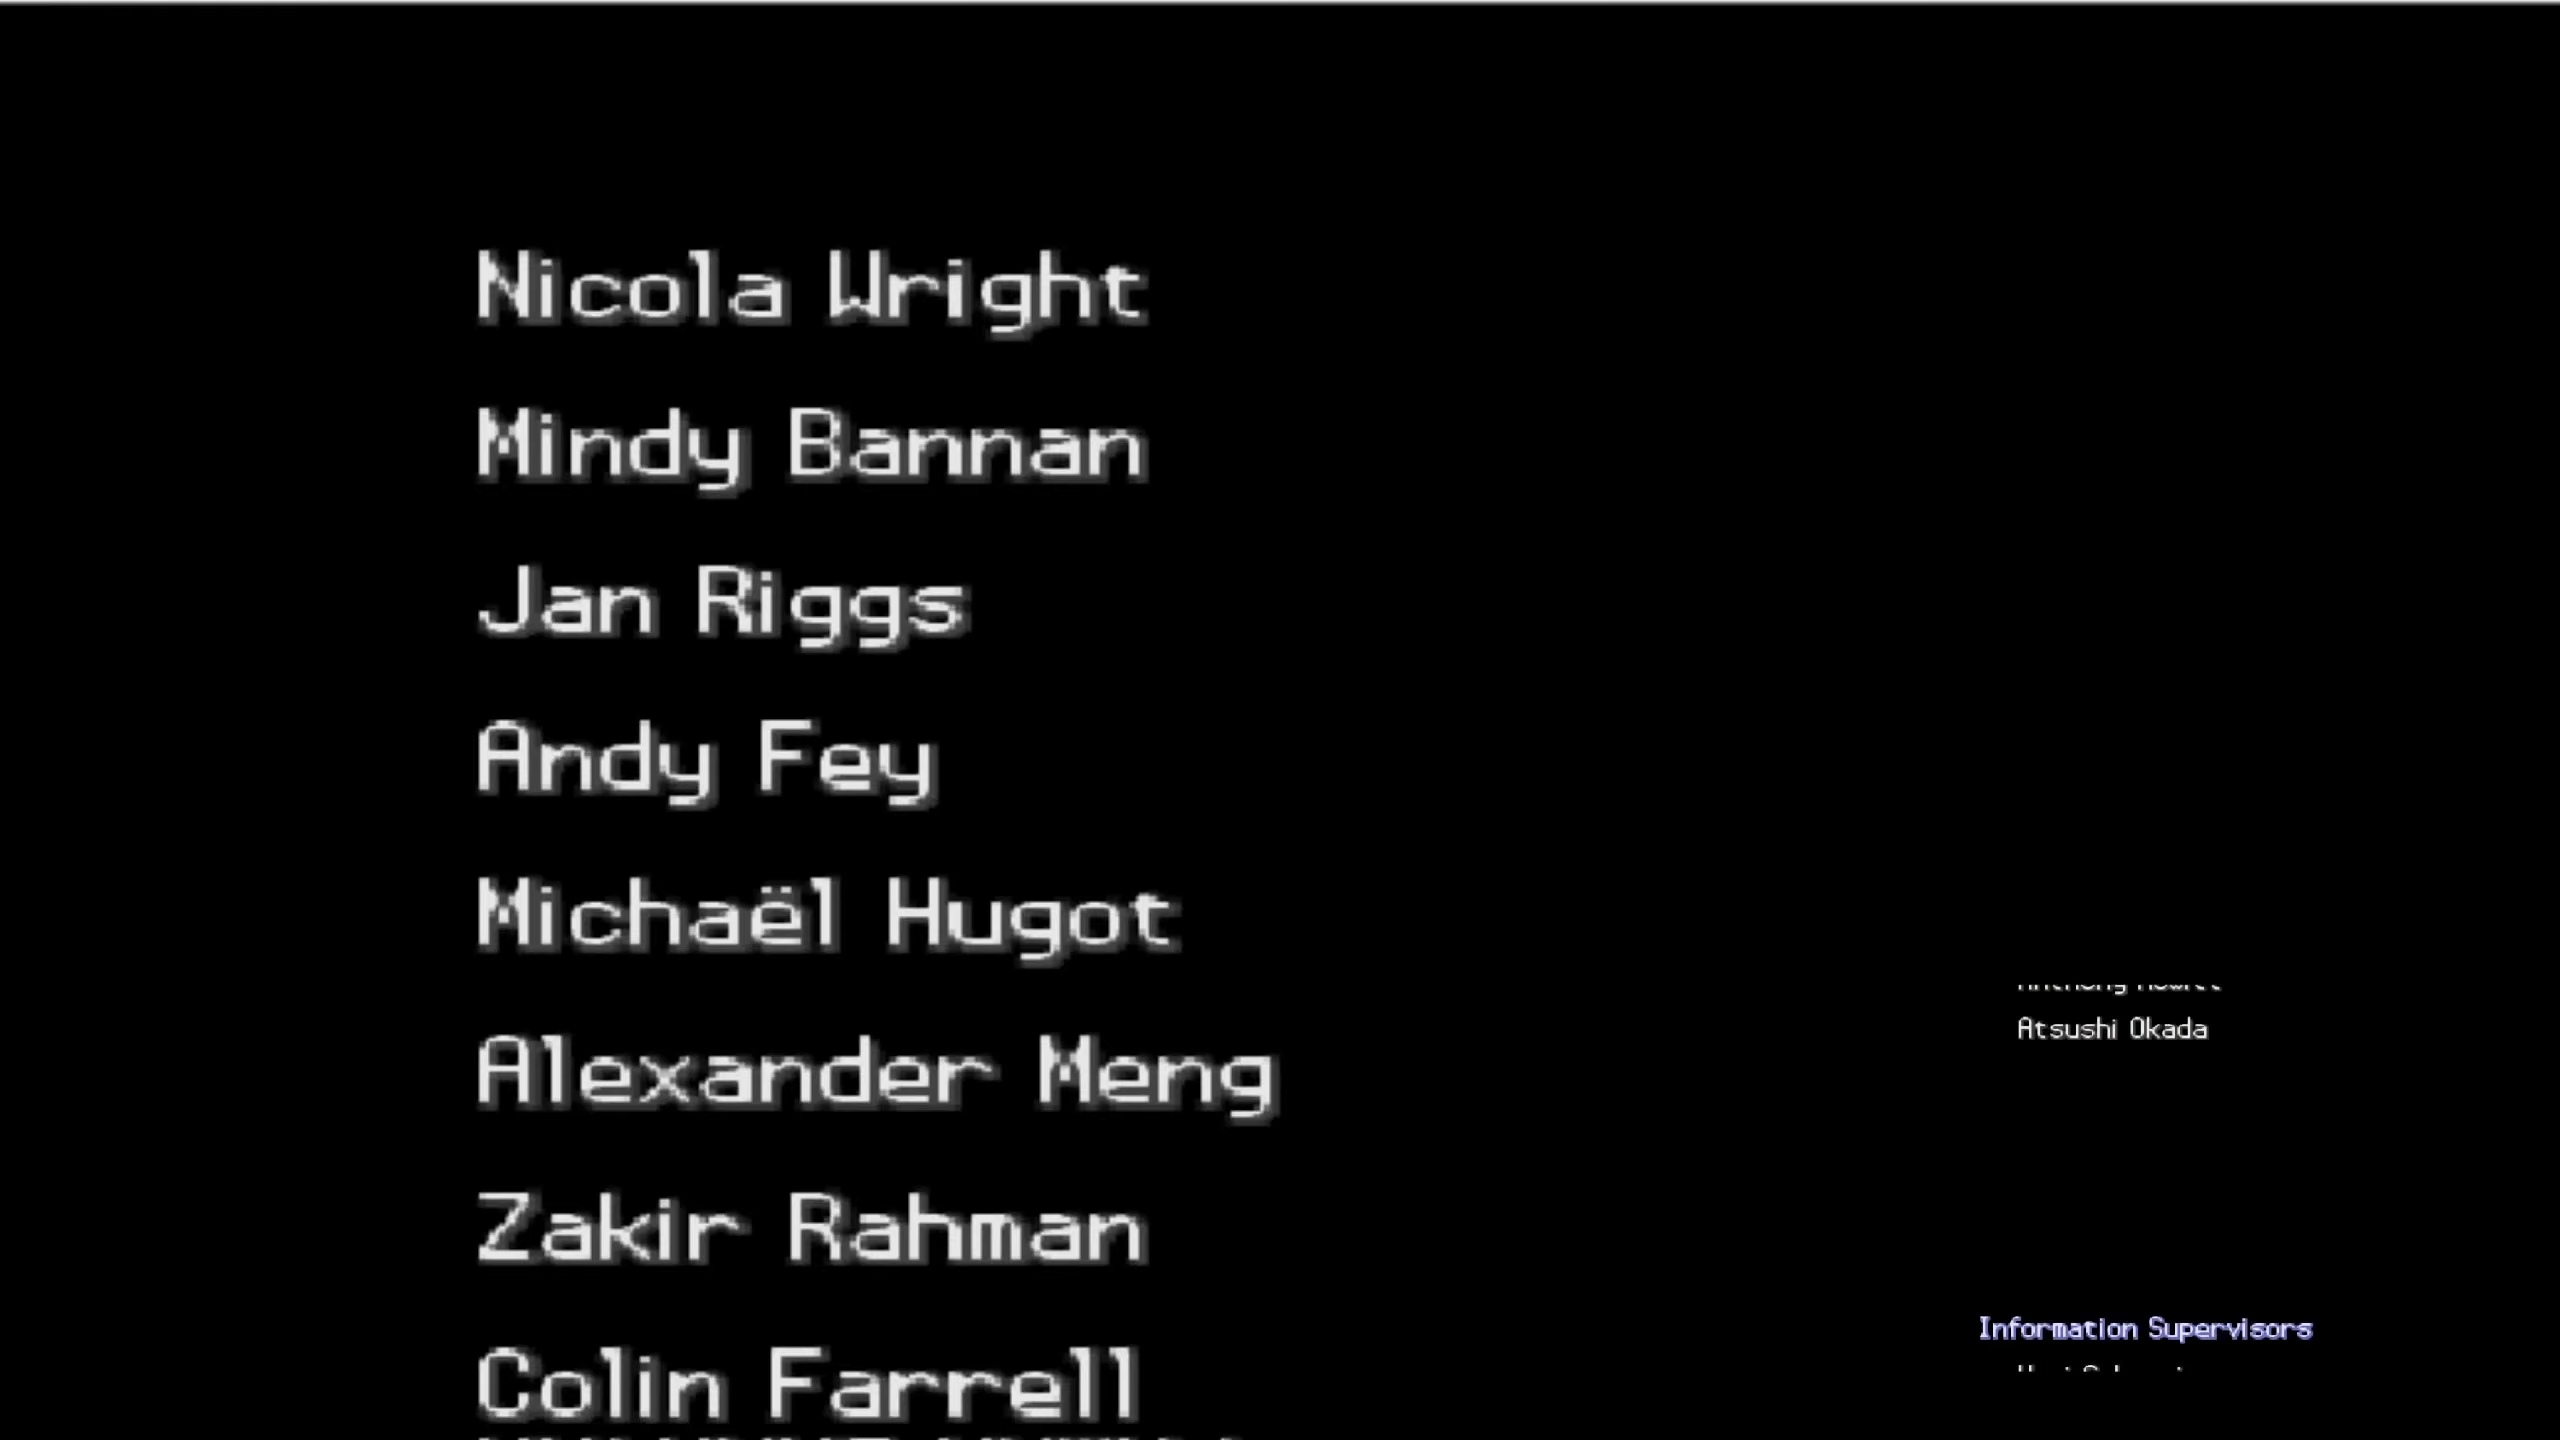 Nicola Wright
Mindy Bannan
Jan Riggs
Andy Fey
Michaël Hugot
Alexander Meng
Zakir Rahman
Colin Farrell
Atsushi Okada
Information Supervisors